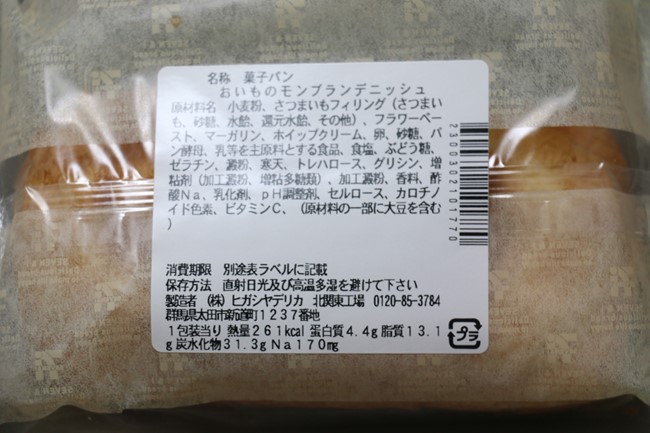 名称 菓子パン
おいものモンブランデニッシュ
原材料名 小麦粉、さつまいもフィリング（さつまい
も、砂糖、水飴、還元水飴、その他）、フラワーペー
スト、マーガリン、ホイップクリーム、卵、砂糖、パ
ン酵母、乳等を主原料とする食品、食塩、ぶどう糖、
ゼラチン、澱粉、寒天、トレハロース、グリシン、増
粘剤（加工澱粉、増粘多糖類）、加工澱粉、香料、酢
酸Ｎａ、乳化剤、ｐＨ調整剤、セルロース、カロチノ
イド色素、ビタミンＣ、（原材料の一部に大豆を含む
）
消費期限 別途表ラベルに記載
保存方法 直射日光及び高温多湿を避けて下さい
製造者 （株）ヒガシヤデリカ 北関東工場 0120-85-3784
群馬県太田市新道町１２３７番地
１包装当り 熱量２６１kcal 蛋白質４.４g 脂質１３.１
g 炭水化物３１.３g Ｎａ１７０mg
プラ
2300302101770